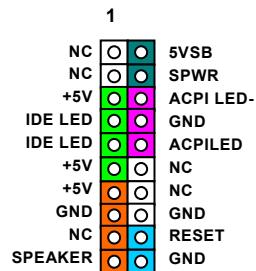 1
NC 5VSB
NC SPWR
+5V ACPI LED-
IDE LED GND
IDE LED ACPILED
+5V NC
+5V NC
GND GND
NC RESET
SPEAKER GND